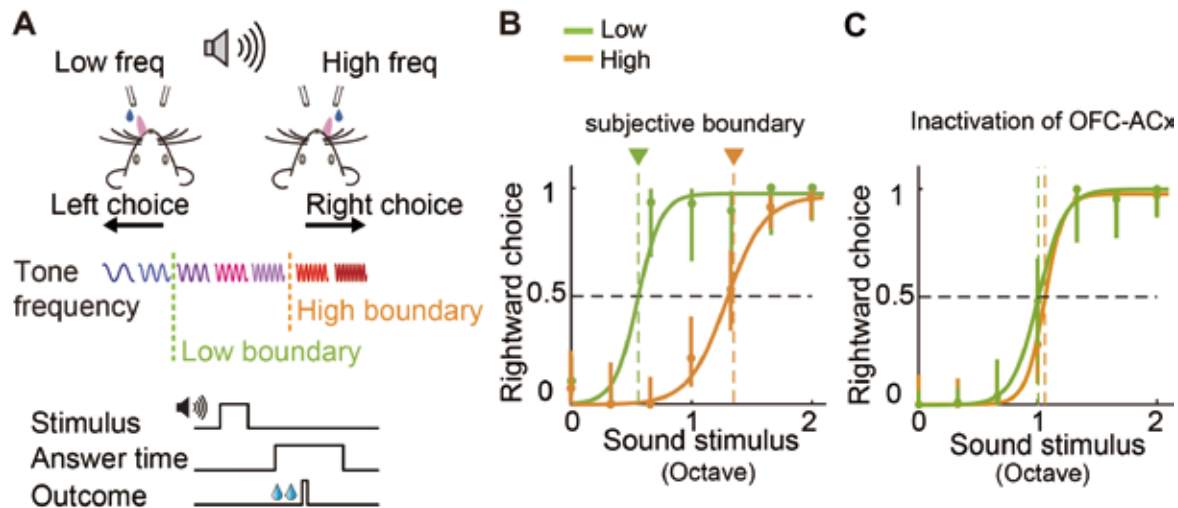 A
Low freq
High freq
Left choice
Right choice
Tone
frequency
High boundary
Low boundary
Stimulus
Answer time
Outcome
B
Low
High
subjective boundary
Rightward choice
1
0.5
0
0
1
2
Sound stimulus
(Octave)
C
Inactivation of OFC-ACx
Rightward choice
1
0.5
0
0
1
2
Sound stimulus
(Octave)